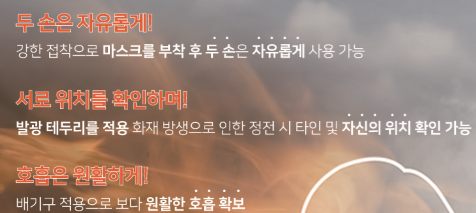 두 손은 자유롭게!
강한 접착으로 마스크를 부착 후 두 손은 자유롭게 사용 가능
서로 위치를 확인하며!
발광 테두리를 적용 화재 방생으로 인한 정전 시 타인 및 자신의 위치 확인 가능
호흡은 원활하게!
배기구 적용으로 보다 원활한 호흡 확보